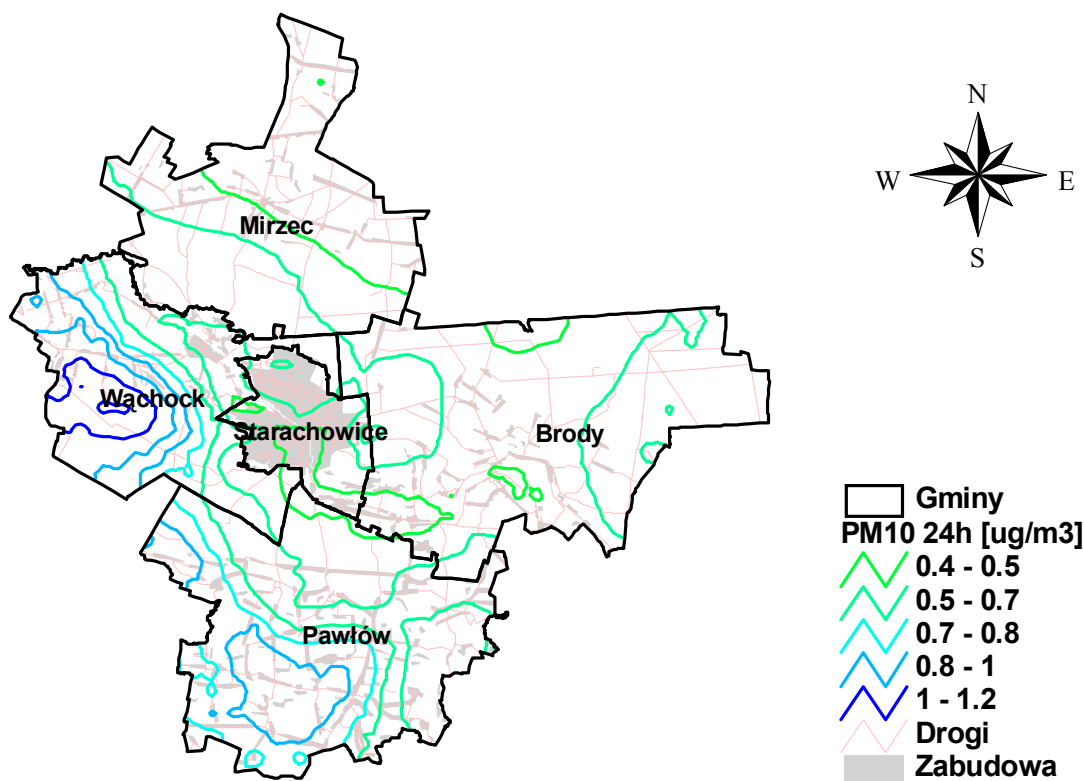 N
W
E
S
Mirzec
Wąchock
Starachowice
Brody
Pawłów
Gminy
PM10 24h [ug/m3]
0.4 - 0.5
0.5 - 0.7
0.7 - 0.8
0.8 - 1
1 - 1.2
Drogi
Zabudowa